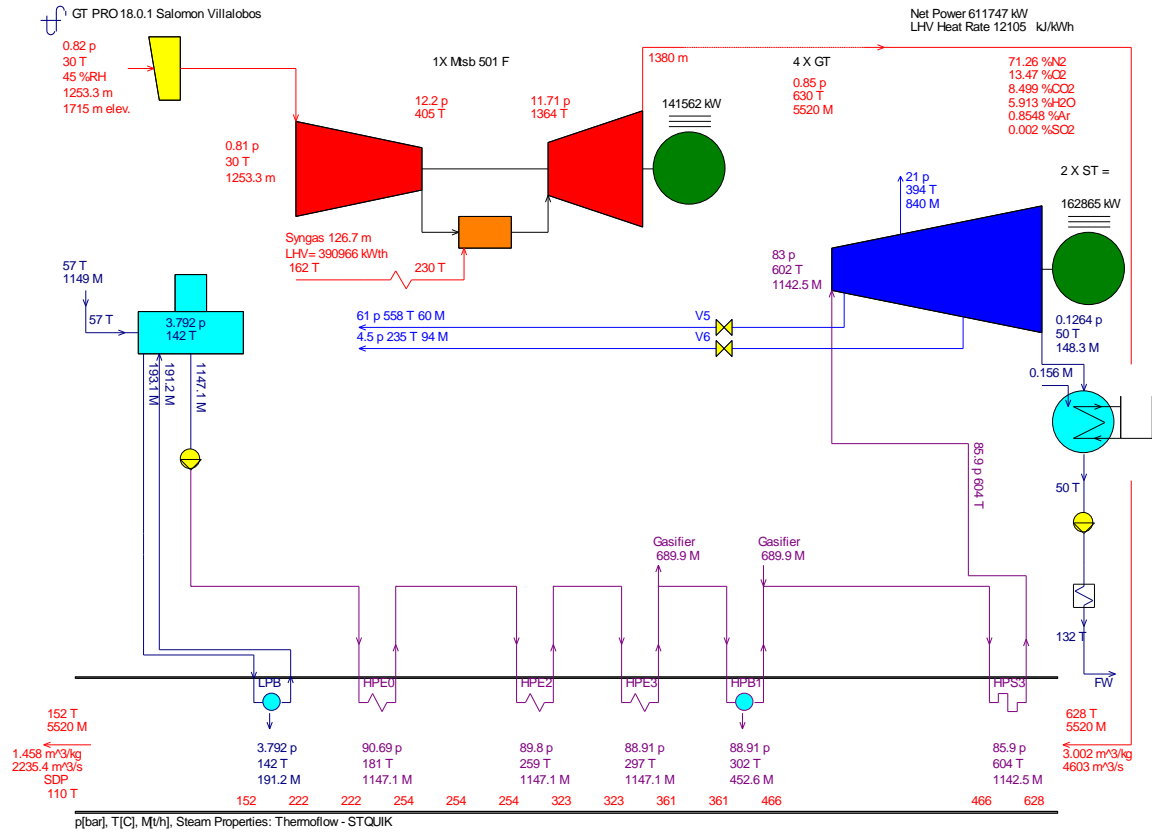 GT PRO 18.0.1 Salomon Villalobos
Net Power 611747 kW
LHV Heat Rate 12105 kJ/kWh
0.82 p
30 T
45 %RH
1253.3 m
1715 m elev.
1X Mtsb 501 F
1380 m
4 X GT
0.85 p
630 T
5520 M
71.26 %N2
13.47 %O2
8.499 %CO2
5.913 %H2O
0.8548 %Ar
0.002 %SO2
12.2 p
405 T
11.71 p
1364 T
141562 kW
0.81 p
30 T
1253.3 m
2 X ST =
162865 kW
21 p
394 T
840 M
Syngas 126.7 m
LHV= 390966 kWth
162 T
230 T
83 p
602 T
1142.5 M
57 T
1149 M
57 T
3.792 p
142 T
61 p 558 T 60 M
V5
4.5 p 235 T 94 M
V6
0.1264 p
50 T
148.3 M
0.156 M
193.1 M
191.2 M
1147.1 M
85.9 p 604 T
50 T
Gasifier
689.9 M
Gasifier
689.9 M
132 T
FW
LPB
HPE0
HPE2
HPE3
HPB1
HPS3
152 T
5520 M
1.458 m^3/kg
2235.4 m^3/s
SDP
110 T
3.792 p
142 T
191.2 M
90.69 p
181 T
1147.1 M
89.8 p
259 T
1147.1 M
88.91 p
297 T
1147.1 M
88.91 p
302 T
452.6 M
85.9 p
604 T
1142.5 M
628 T
5520 M
3.002 m^3/kg
4603 m^3/s
152 222 222 254 254 254 323 323 361 361 466 466 628
p[bar], T[C], M[t/h], Steam Properties: Thermoflow - STQUIK